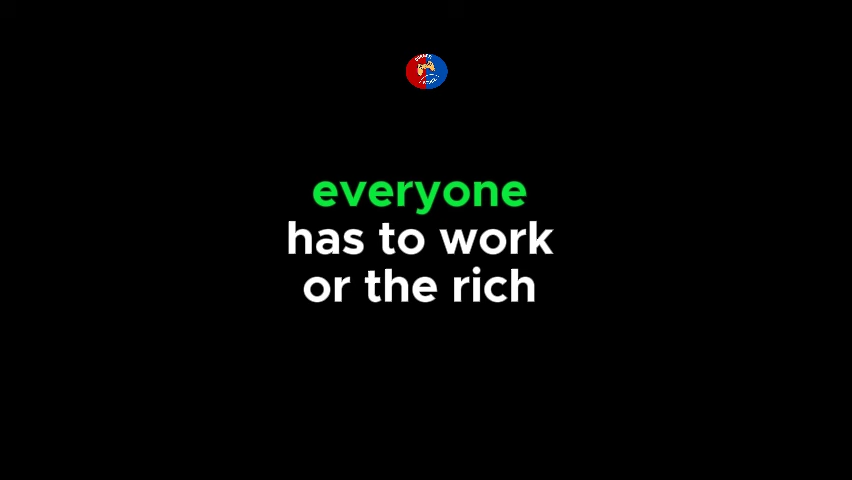 everyone
has to work
or the rich